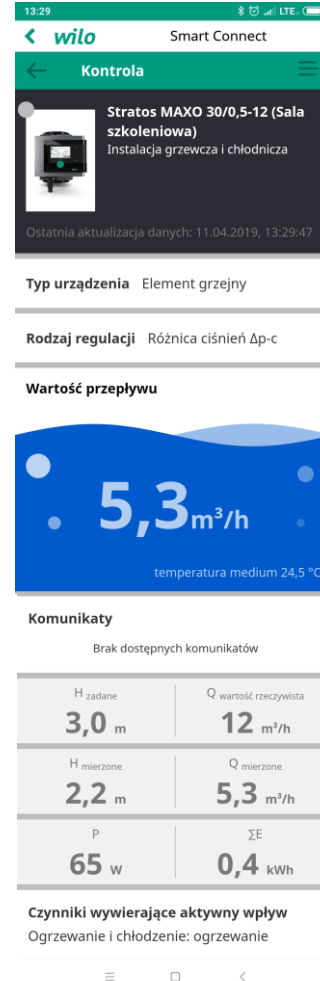 13:29
LTE
wilo
Smart Connect
Kontrola
Stratos MAXO 30/0,5-12 (Sala
szkoleniowa)
Instalacja grzewcza i chłodnicza
Ostatnia aktualizacja danych: 11.04.2019, 13:29:47
Typ urządzenia Element grzejny
Rodzaj regulacji Różnica ciśnień Δp-c
Wartość przepływu
5,3 m³/h
temperatura medium 24,5 °C
Komunikaty
Brak dostępnych komunikatów
H zadane
3,0 m
Q wartość rzeczywista
12 m³/h
H mierzone
2,2 m
Q mierzone
5,3 m³/h
P
65 W
∑E
0,4 kWh
Czynniki wywierające aktywny wpływ
Ogrzewanie i chłodzenie: ogrzewanie